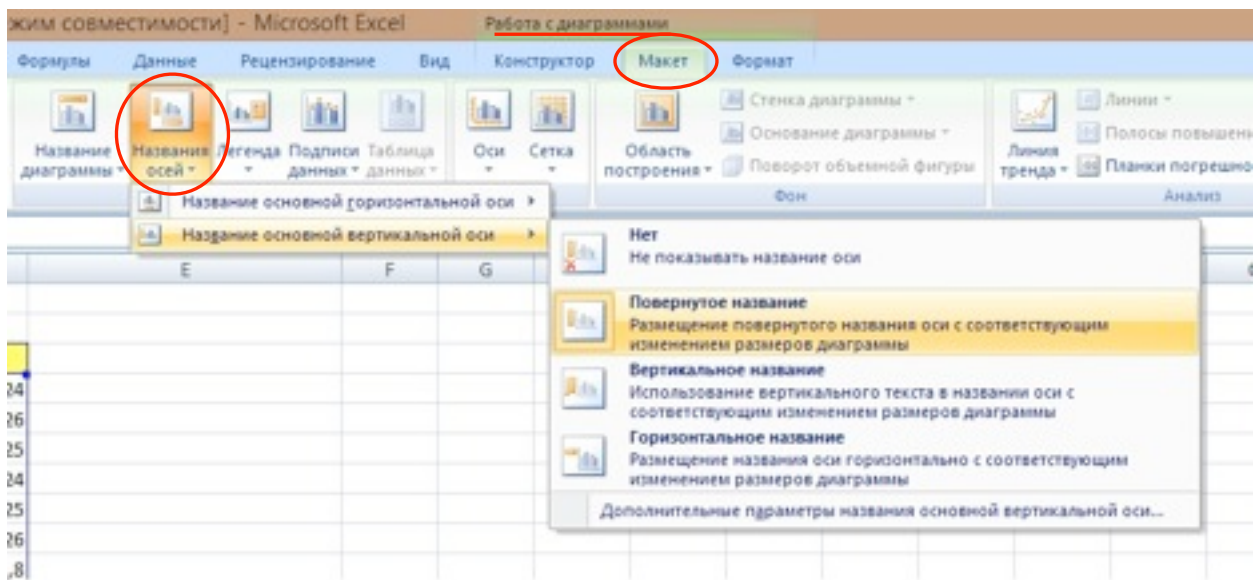 жим совместимости] - Microsoft Excel
Работа с диаграммами
Формулы Данные Рецензирование Вид Конструктор Макет Формат
Название диаграммы
Названия осей
Легенда
Подписи данных
Таблица данных
Оси
Сетка
Область построения
Стенка диаграммы
Основание диаграммы
Поворот объемной фигуры
Фон
Линия тренда
Линии
Полосы повышени
Планки погрешно
Анализ
Название основной горизонтальной оси
Название основной вертикальной оси
E F G
Нет
Не показывать название оси
Повернутое название
Размещение повернутого названия оси с соответствующим
изменением размеров диаграммы
Вертикальное название
Использование вертикального текста в названии оси с
соответствующим изменением размеров диаграммы
Горизонтальное название
Размещение названия оси горизонтально с соответствующим
изменением размеров диаграммы
Дополнительные параметры названия основной вертикальной оси...
24
26
25
24
25
26
,8